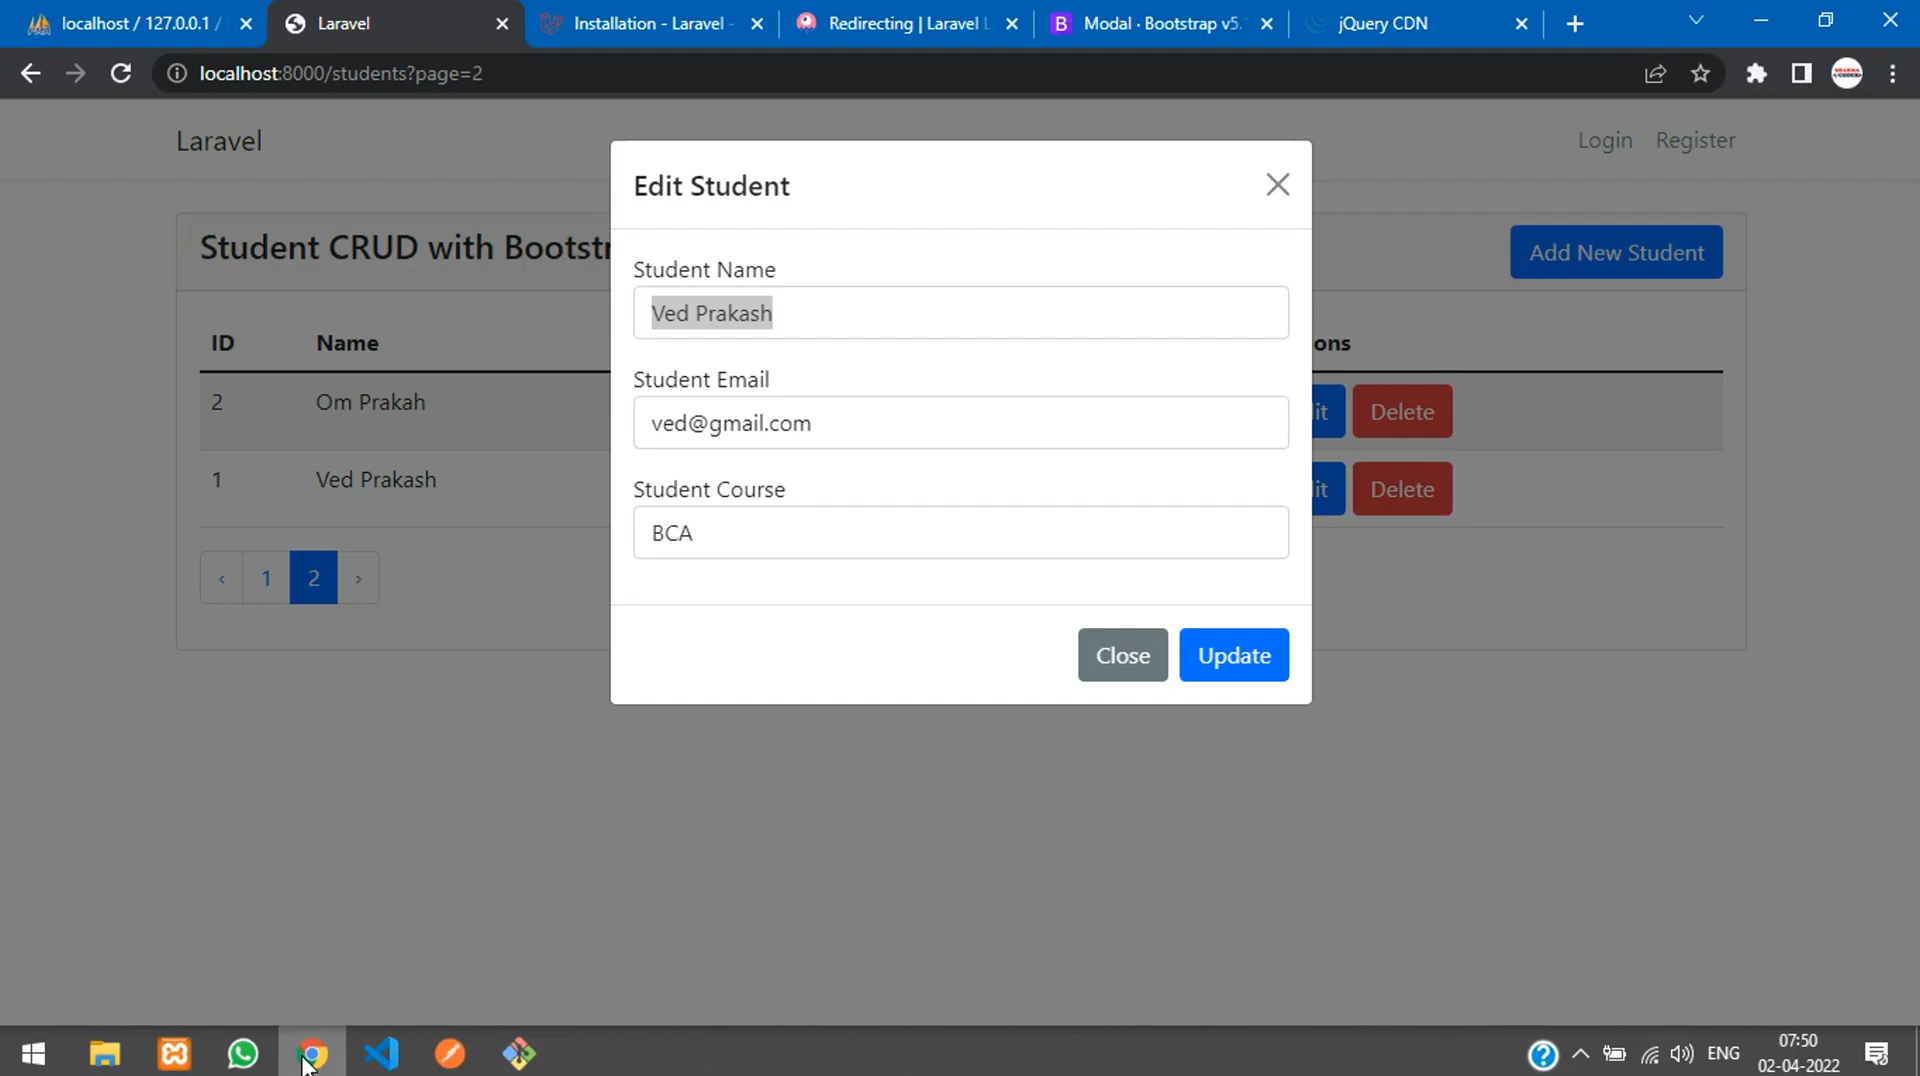 localhost / 127.0.0.1 /
Laravel
Installation - Laravel -
Redirecting | Laravel
Modal · Bootstrap v5.
jQuery CDN
localhost:8000/students?page=2
Laravel
Login
Register
Edit Student
Student CRUD with Bootstr
Add New Student
Student Name
Ved Prakash
ID
Name
ons
Student Email
2
Om Prakah
it
Delete
ved@gmail.com
1
Ved Prakash
it
Delete
Student Course
BCA
‹
1
2
›
Close
Update
ENG
07:50
02-04-2022